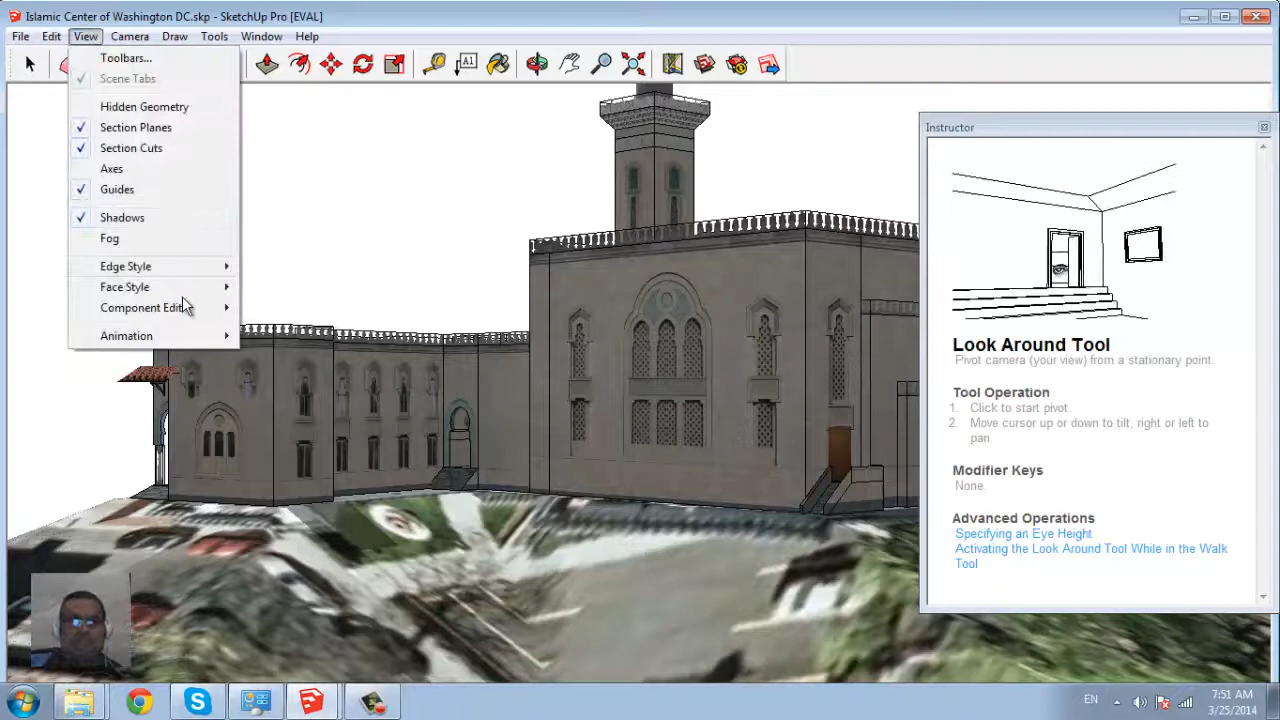 Islamic Center of Washington DC.skp - SketchUp Pro [EVAL]
File Edit View Camera Draw Tools Window Help
Toolbars...
Scene Tabs
Hidden Geometry
Section Planes
Section Cuts
Axes
Guides
Shadows
Fog
Edge Style
Face Style
Component Edit
Animation
A1
Instructor
Look Around Tool
Pivot camera (your view) from a stationary point.
Tool Operation
1. Click to start pivot.
2. Move cursor up or down to tilt, right or left to
pan.
Modifier Keys
None.
Advanced Operations
Specifying an Eye Height
Activating the Look Around Tool While in the Walk
Tool
EN
7:51 AM
3/25/2014